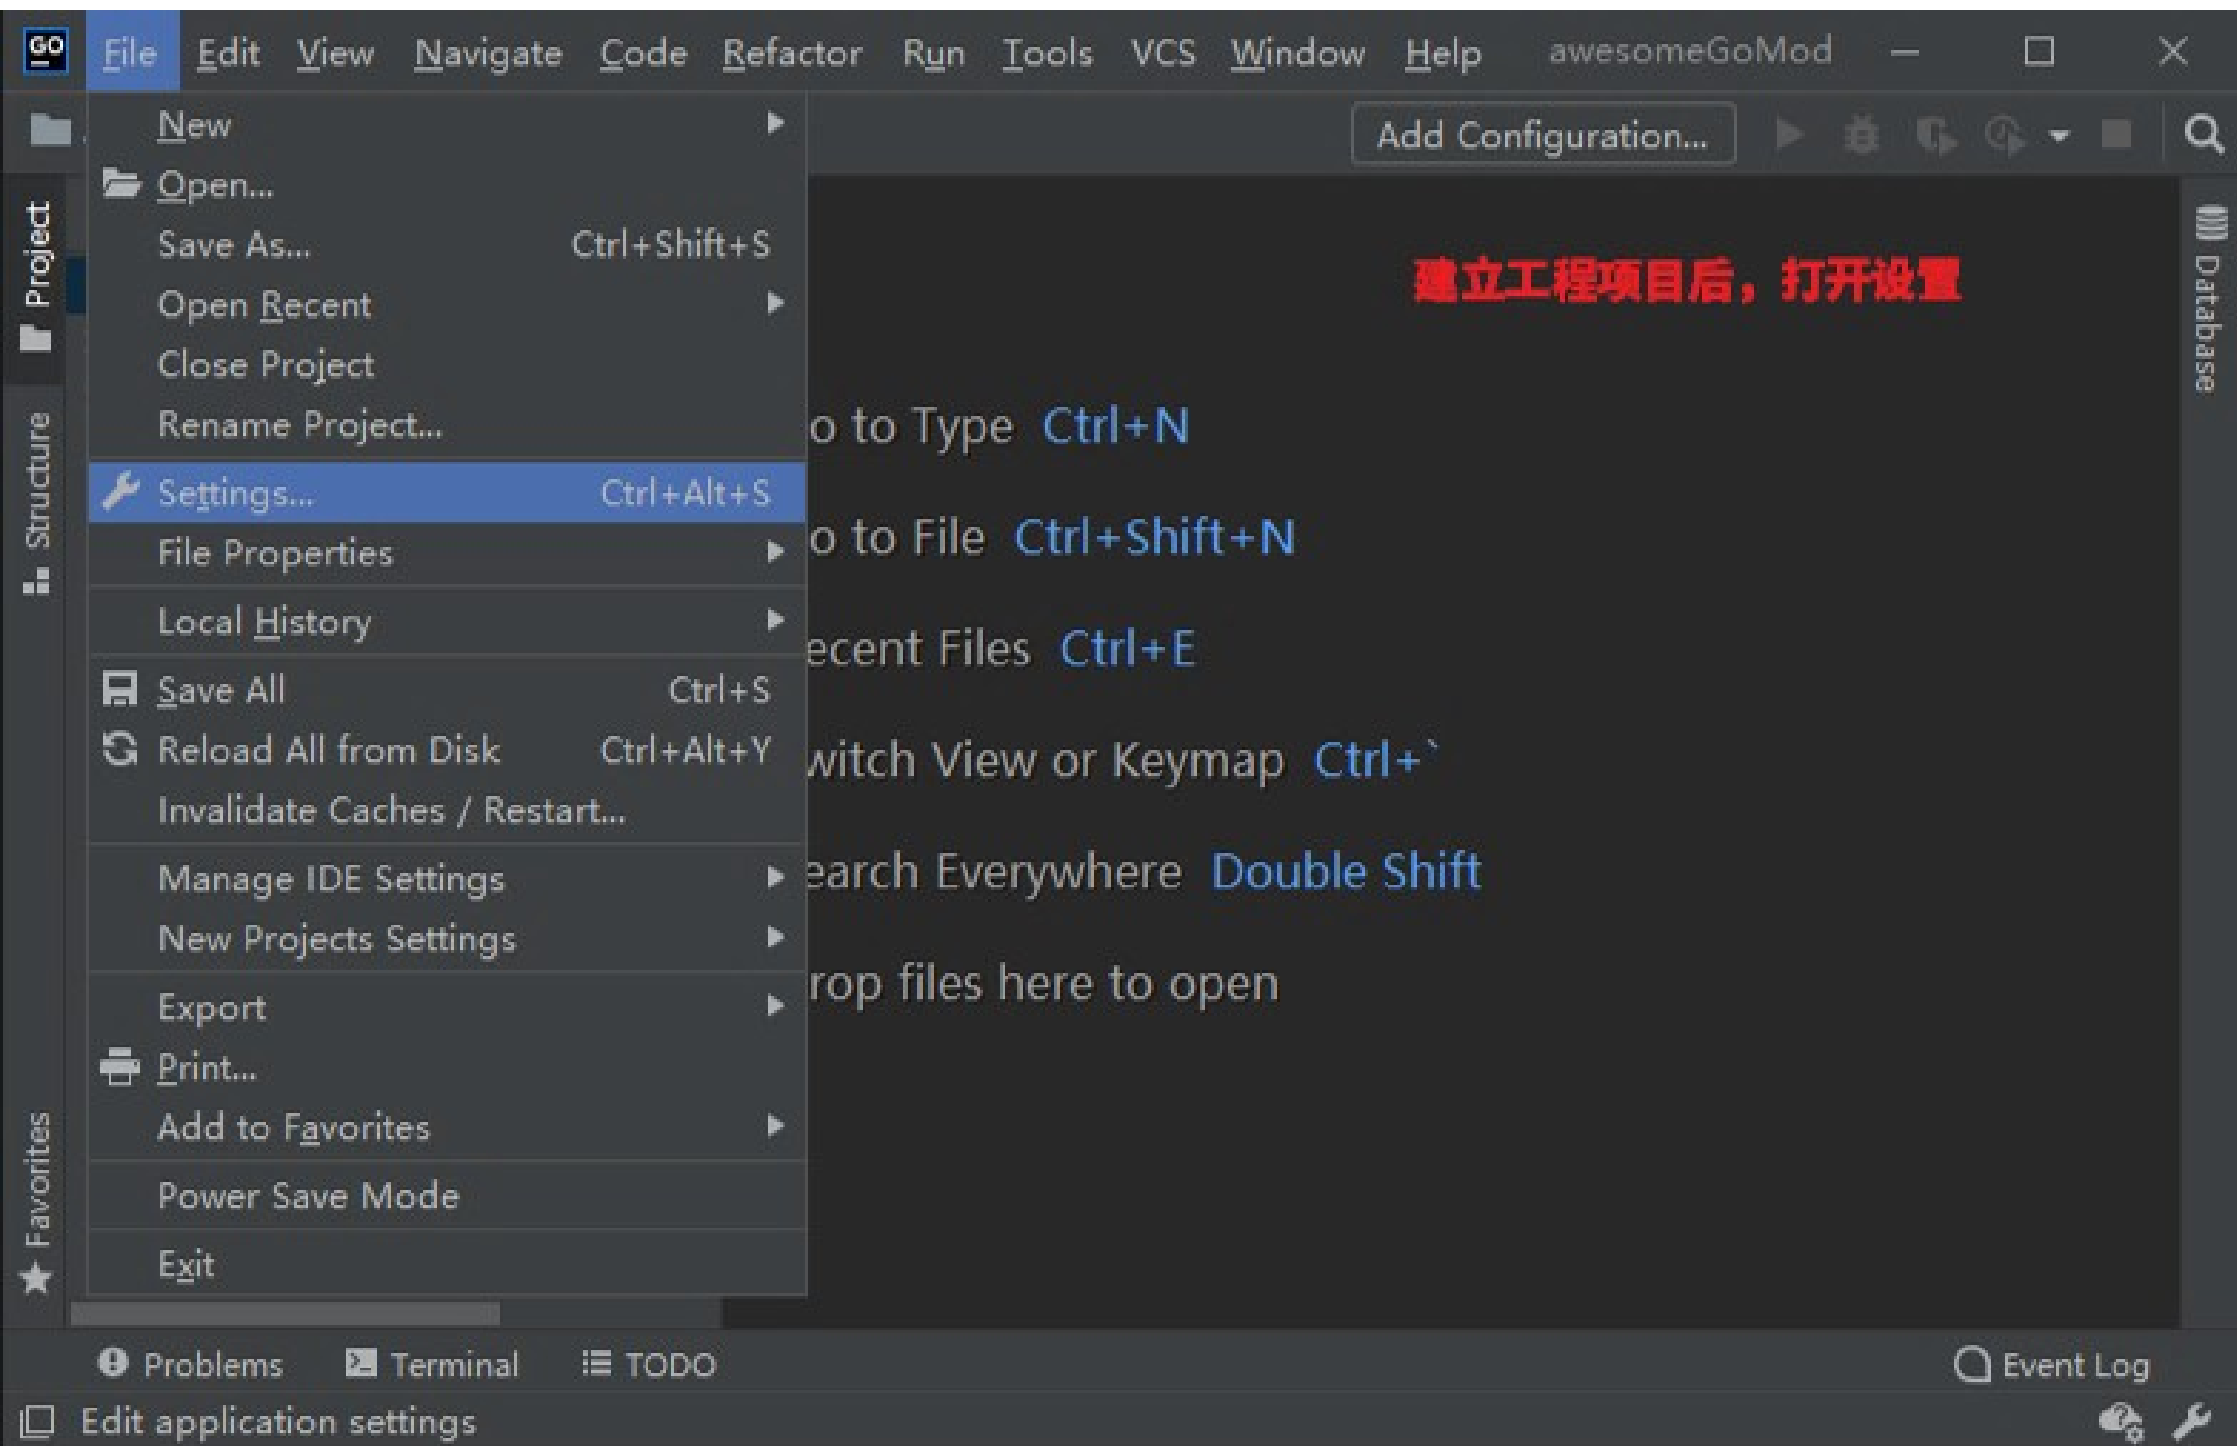 GO File Edit View Navigate Code Refactor Run Tools VCS Window Help awesomeGoMod
Add Configuration...
Project
Structure
Favorites
New
Open...
Save As... Ctrl+Shift+S
Open Recent
Close Project
Rename Project...
Settings... Ctrl+Alt+S
File Properties
Local History
Save All Ctrl+S
Reload All from Disk Ctrl+Alt+Y
Invalidate Caches / Restart...
Manage IDE Settings
New Projects Settings
Export
Print...
Add to Favorites
Power Save Mode
Exit
建立工程项目后，打开设置
o to Type Ctrl+N
o to File Ctrl+Shift+N
ecent Files Ctrl+E
witch View or Keymap Ctrl+`
earch Everywhere Double Shift
rop files here to open
Database
Problems Terminal TODO Event Log
Edit application settings